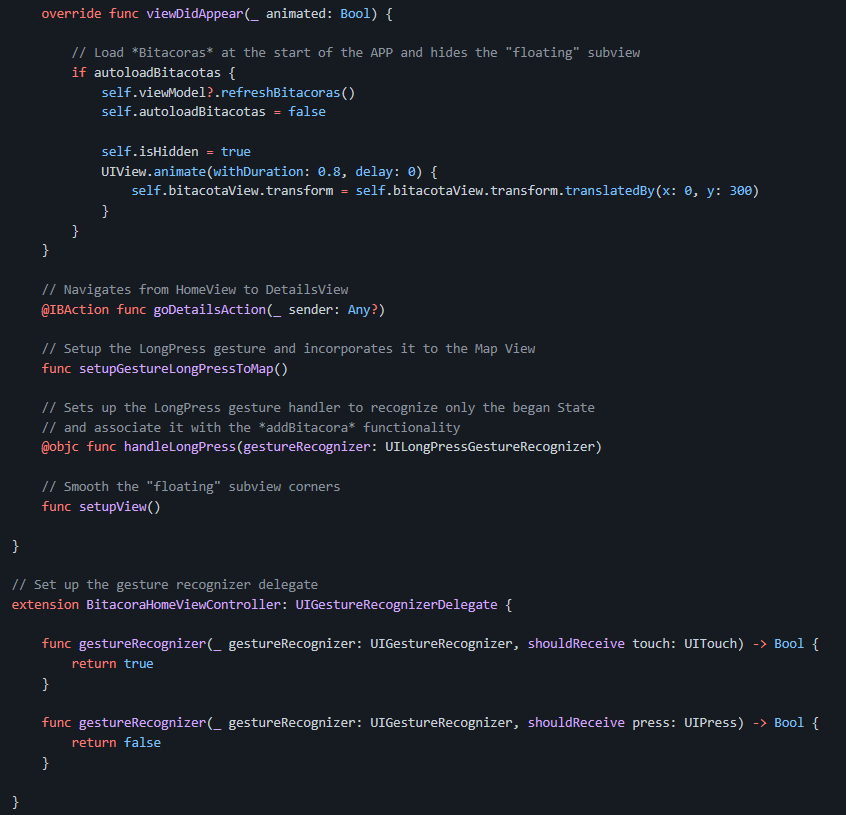 override func viewDidAppear(_ animated: Bool) {
// Load *Bitacoras* at the start of the APP and hides the "floating" subview
if autoloadBitacotas {
self.viewModel?.refreshBitacoras()
self.autoloadBitacotas = false
self.isHidden = true
UIView.animate(withDuration: 0.8, delay: 0) {
self.bitacotaView.transform = self.bitacotaView.transform.translatedBy(x: 0, y: 300)
}
}
}
// Navigates from HomeView to DetailsView
@IBAction func goDetailsAction(_ sender: Any?)
// Setup the LongPress gesture and incorporates it to the Map View
func setupGestureLongPressToMap()
// Sets up the LongPress gesture handler to recognize only the began State
// and associate it with the *addBitacora* functionality
@objc func handleLongPress(gestureRecognizer: UILongPressGestureRecognizer)
// Smooth the "floating" subview corners
func setupView()
}
// Set up the gesture recognizer delegate
extension BitacoraHomeViewController: UIGestureRecognizerDelegate {
func gestureRecognizer(_ gestureRecognizer: UIGestureRecognizer, shouldReceive touch: UITouch) -> Bool {
return true
}
func gestureRecognizer(_ gestureRecognizer: UIGestureRecognizer, shouldReceive press: UIPress) -> Bool {
return false
}
}